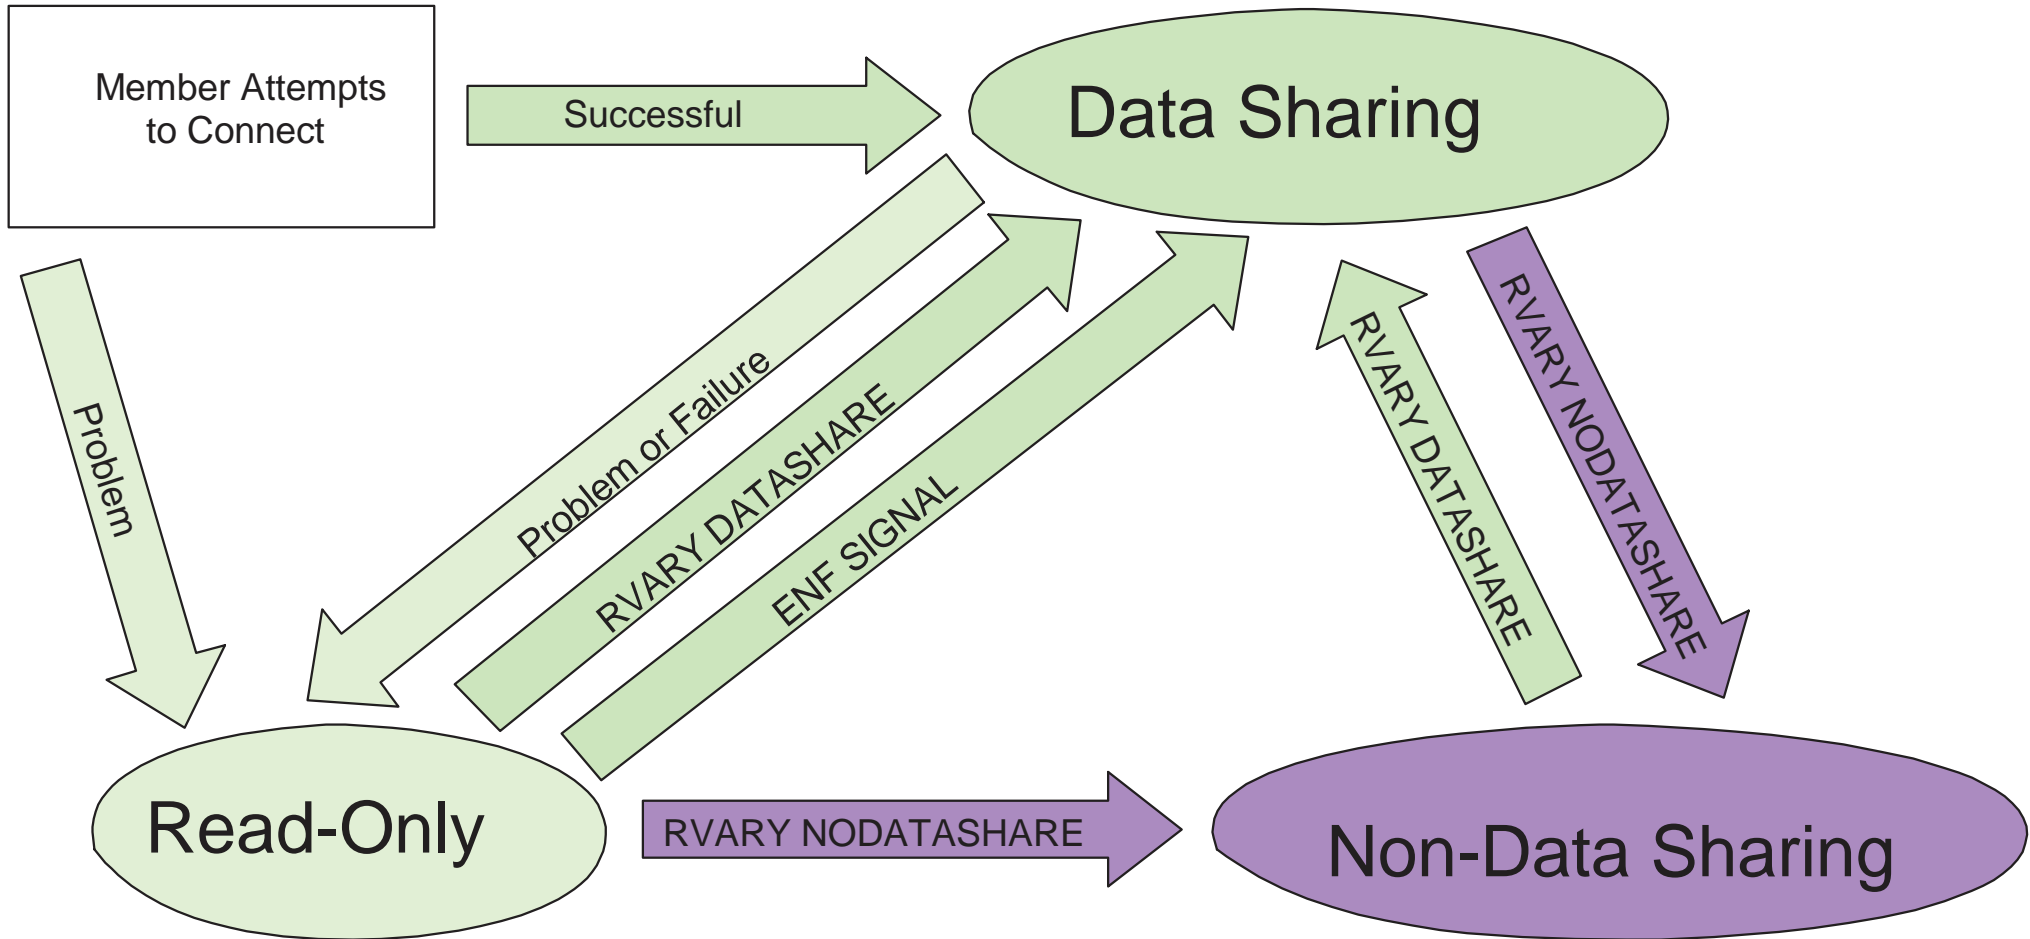 Member Attempts
to Connect
Successful
Data Sharing
Problem
Problem or Failure
RVARY DATASHARE
ENF SIGNAL
RVARY DATASHARE
RVARY NODATASHARE
Read-Only
RVARY NODATASHARE
Non-Data Sharing